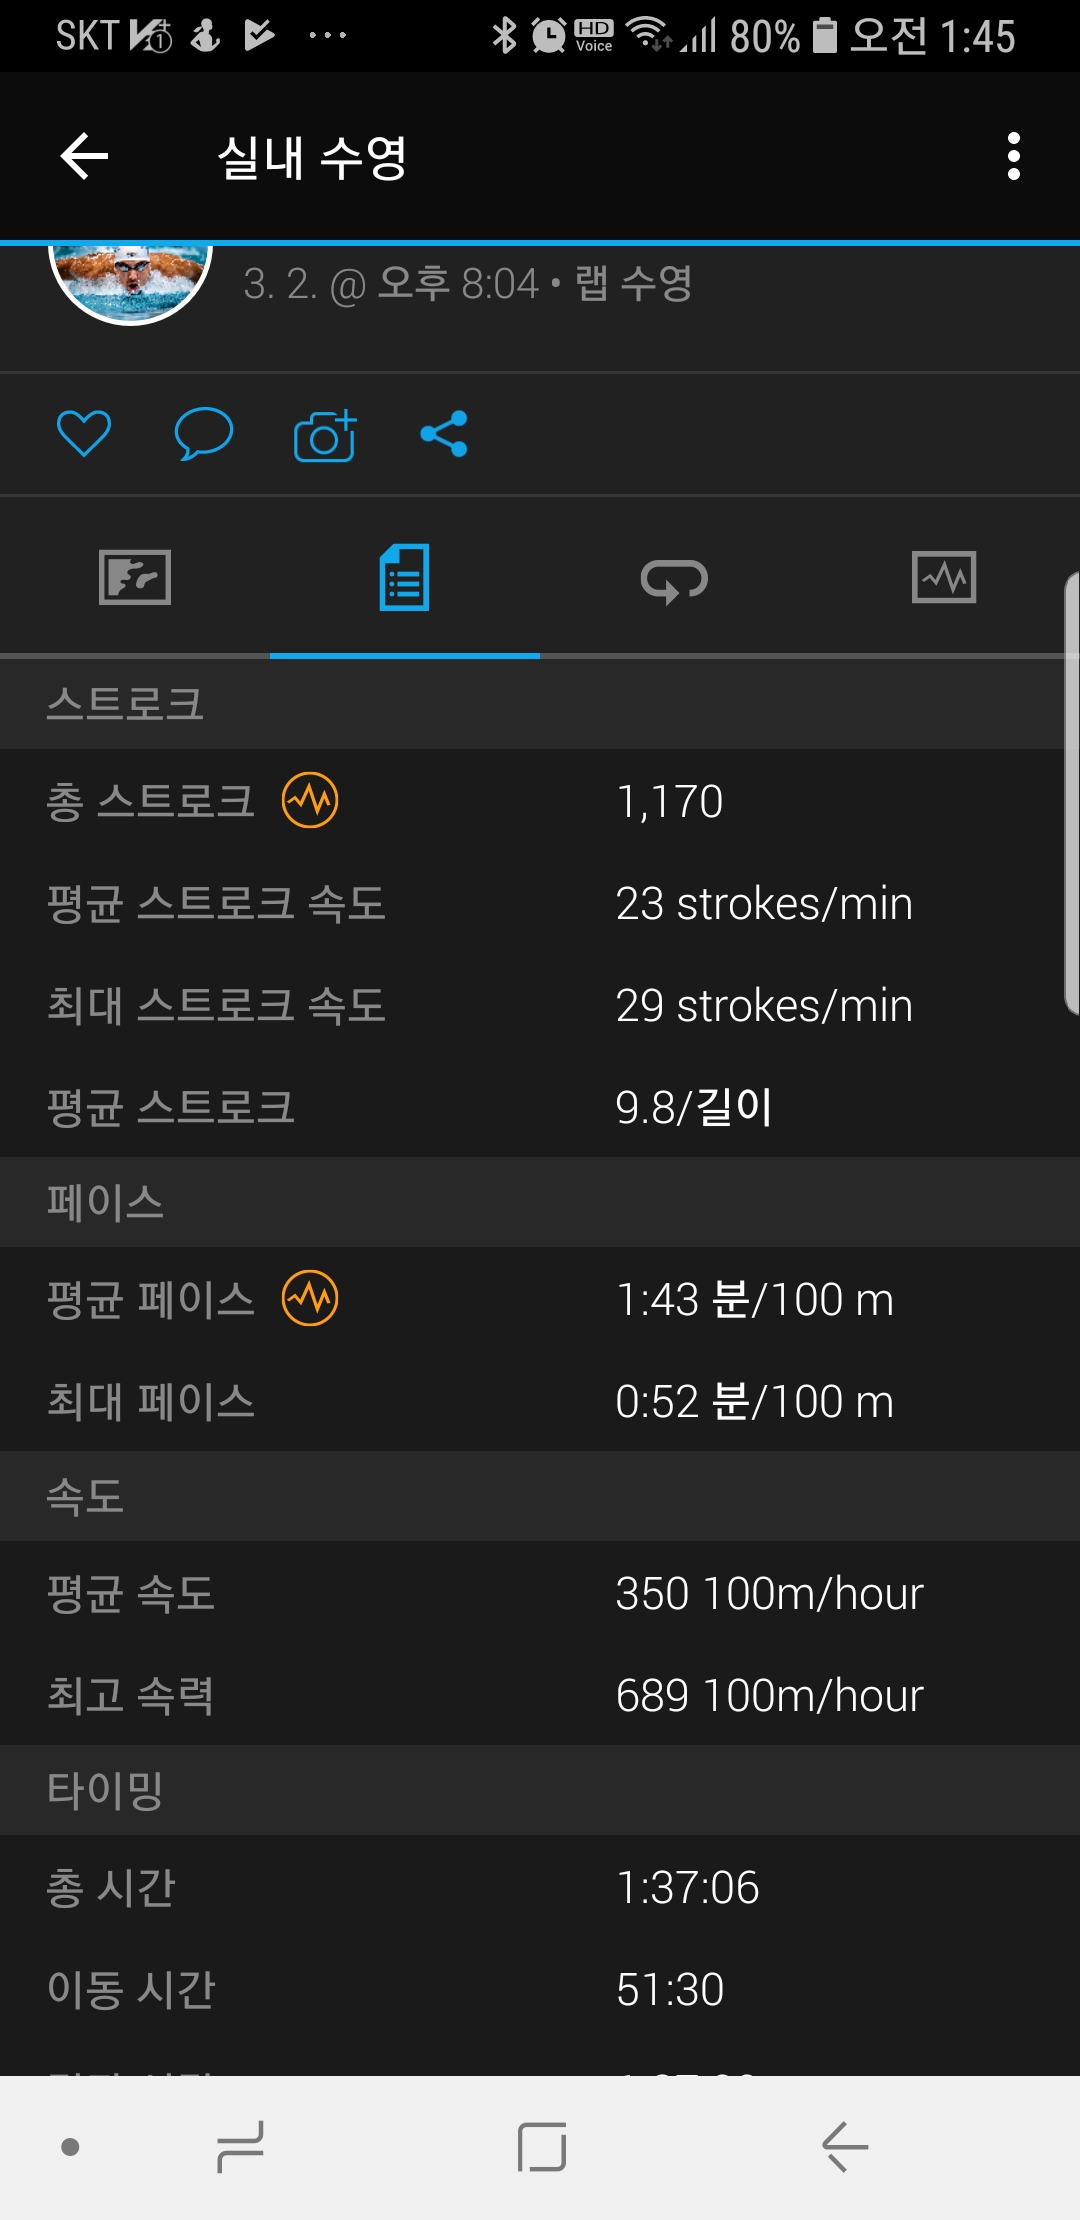 SKT HD Voice 80% 오전 1:45
실내 수영
3. 2. @ 오후 8:04 • 랩 수영
스트로크
총 스트로크 1,170
평균 스트로크 속도 23 strokes/min
최대 스트로크 속도 29 strokes/min
평균 스트로크 9.8/길이
페이스
평균 페이스 1:43 분/100 m
최대 페이스 0:52 분/100 m
속도
평균 속도 350 100m/hour
최고 속력 689 100m/hour
타이밍
총 시간 1:37:06
이동 시간 51:30